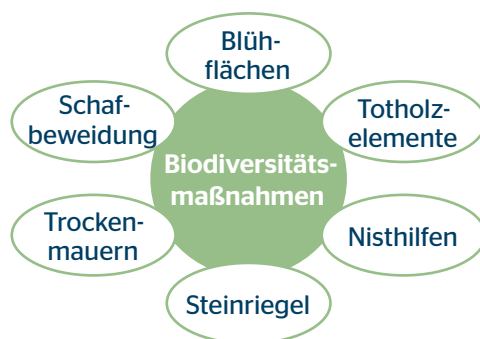 Blüh-
flächen
Schaf-
beweidung
Totholz-
elemente
Biodiversitäts-
maßnahmen
Trocken-
mauern
Nisthilfen
Steinriegel